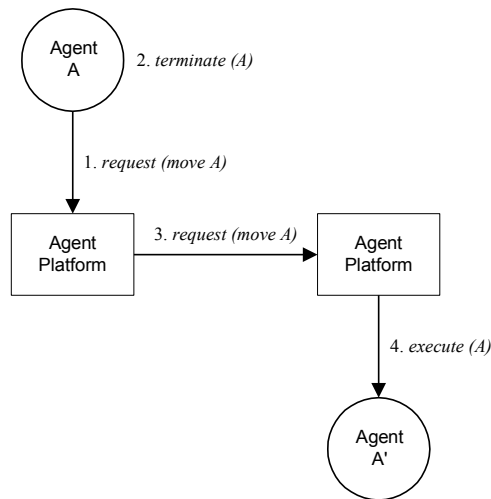 Agent
A
2. terminate (A)
1. request (move A)
Agent
Platform
3. request (move A)
Agent
Platform
4. execute (A)
Agent
A'